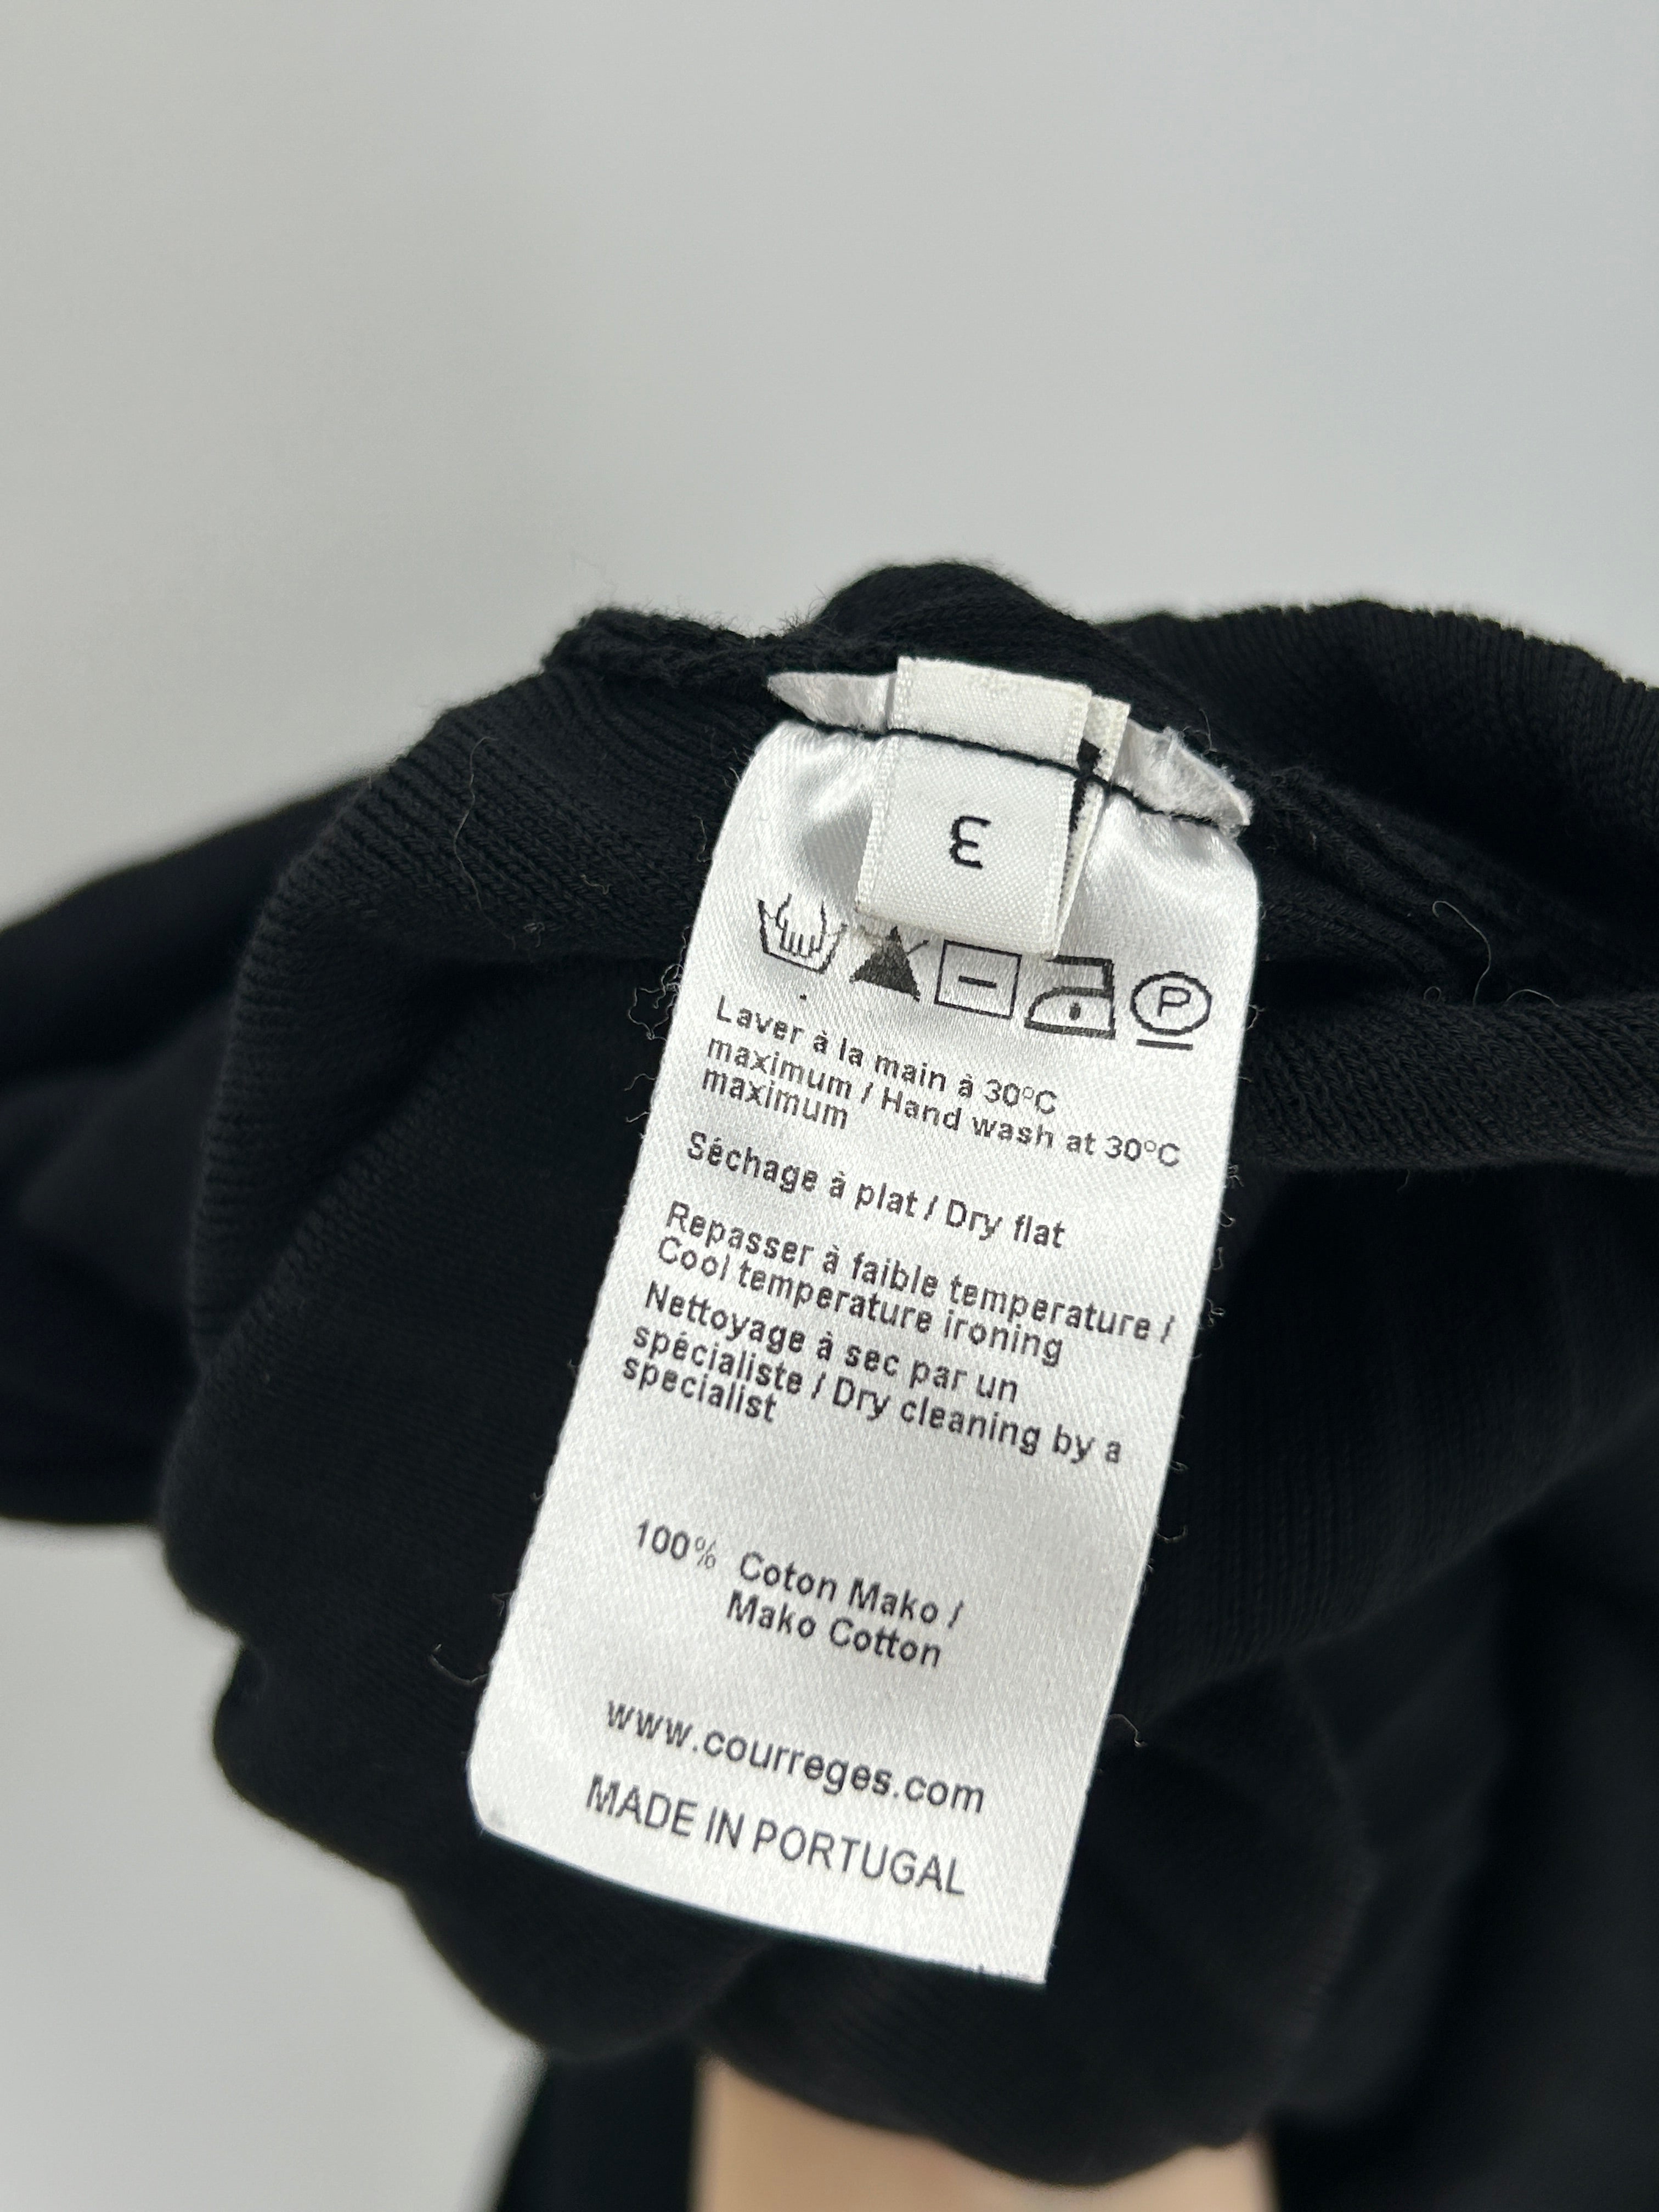 3
P
Laver à la main à 30°C
maximum / Hand wash at 30°C
maximum
Séchage à plat / Dry flat
Repasser à faible temperature /
Cool temperature ironing
Nettoyage à sec par un
spécialiste / Dry cleaning by a
specialist
100% Coton Mako /
Mako Cotton
www.courreges.com
MADE IN PORTUGAL